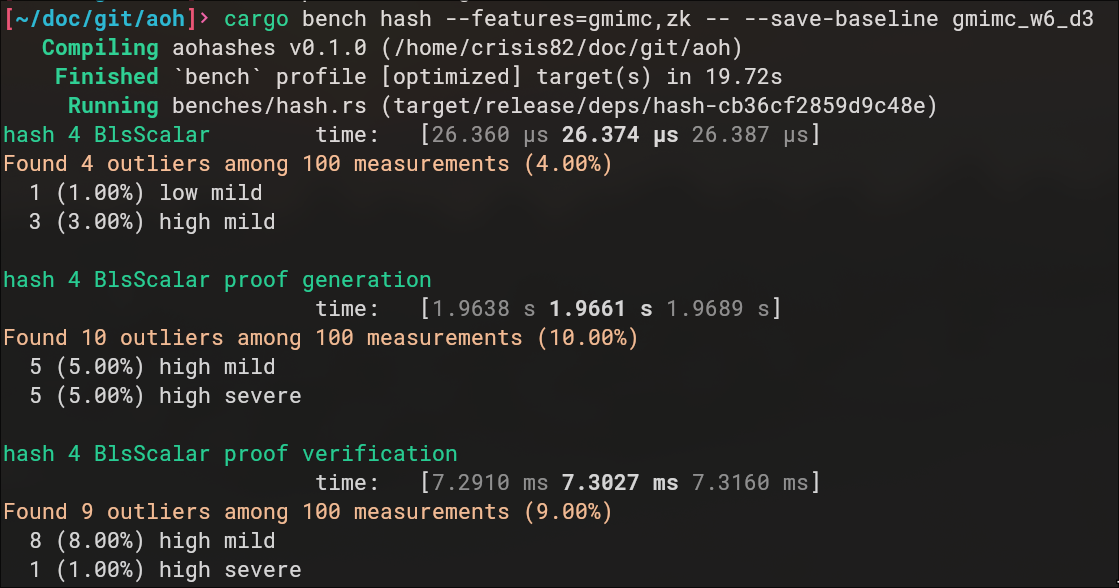 [~/doc/git/aoh]› cargo bench hash --features=gmimc,zk -- --save-baseline gmimc_w6_d3
   Compiling aohashes v0.1.0 (/home/crisis82/doc/git/aoh)
    Finished `bench` profile [optimized] target(s) in 19.72s
     Running benches/hash.rs (target/release/deps/hash-cb36cf2859d9c48e)
hash 4 BlsScalar        time:   [26.360 µs 26.374 µs 26.387 µs]
Found 4 outliers among 100 measurements (4.00%)
  1 (1.00%) low mild
  3 (3.00%) high mild
hash 4 BlsScalar proof generation
                        time:   [1.9638 s 1.9661 s 1.9689 s]
Found 10 outliers among 100 measurements (10.00%)
  5 (5.00%) high mild
  5 (5.00%) high severe
hash 4 BlsScalar proof verification
                        time:   [7.2910 ms 7.3027 ms 7.3160 ms]
Found 9 outliers among 100 measurements (9.00%)
  8 (8.00%) high mild
  1 (1.00%) high severe